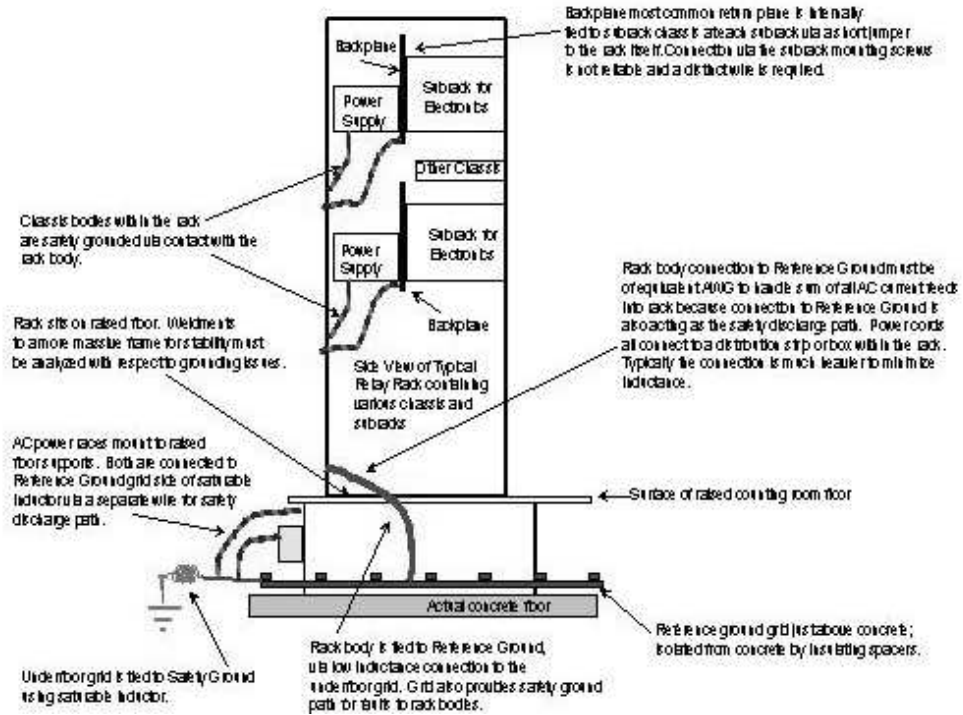 Backplane most common return plane is internally
tied to subrack chassis at each subrack via a short jumper
to the rack itself. Connection via the subrack mounting screws
is not reliable and a distinct wire is required.
Backplane
Subrack for
Electronics
Power
Supply
Other Chassis
Chassis bodies within the rack
are safety grounded via contact with the
rack body.
Subrack for
Electronics
Power
Supply
Backplane
Rack body connection to Reference Ground must be
of equivalent AWG to handle sum of all AC current feeds
into rack because connection to Reference Ground is
also acting as the safety discharge path. Power cords
all connect to a distribution strip or box within the rack.
Typically the connection is much heavier to minimize
inductance.
Rack sits on raised floor. Weldments
to a more massive frame for stability must
be analyzed with respect to grounding issues.
Side View of Typical
Relay Rack containing
various chassis and
subracks
AC power races mount to raised
floor supports. Both are connected to
Reference Ground grid side of saturable
inductor via a separate wire for safety
discharge path.
Surface of raised counting room floor
Actual concrete floor
Reference ground grid just above concrete;
isolated from concrete by insulating spacers.
Rack body is tied to Reference Ground,
via low inductance connection to the
underfloor grid. Grid also provides safety ground
path for faults to rack bodies.
Underfloor grid is tied to Safety Ground
using saturable inductor.